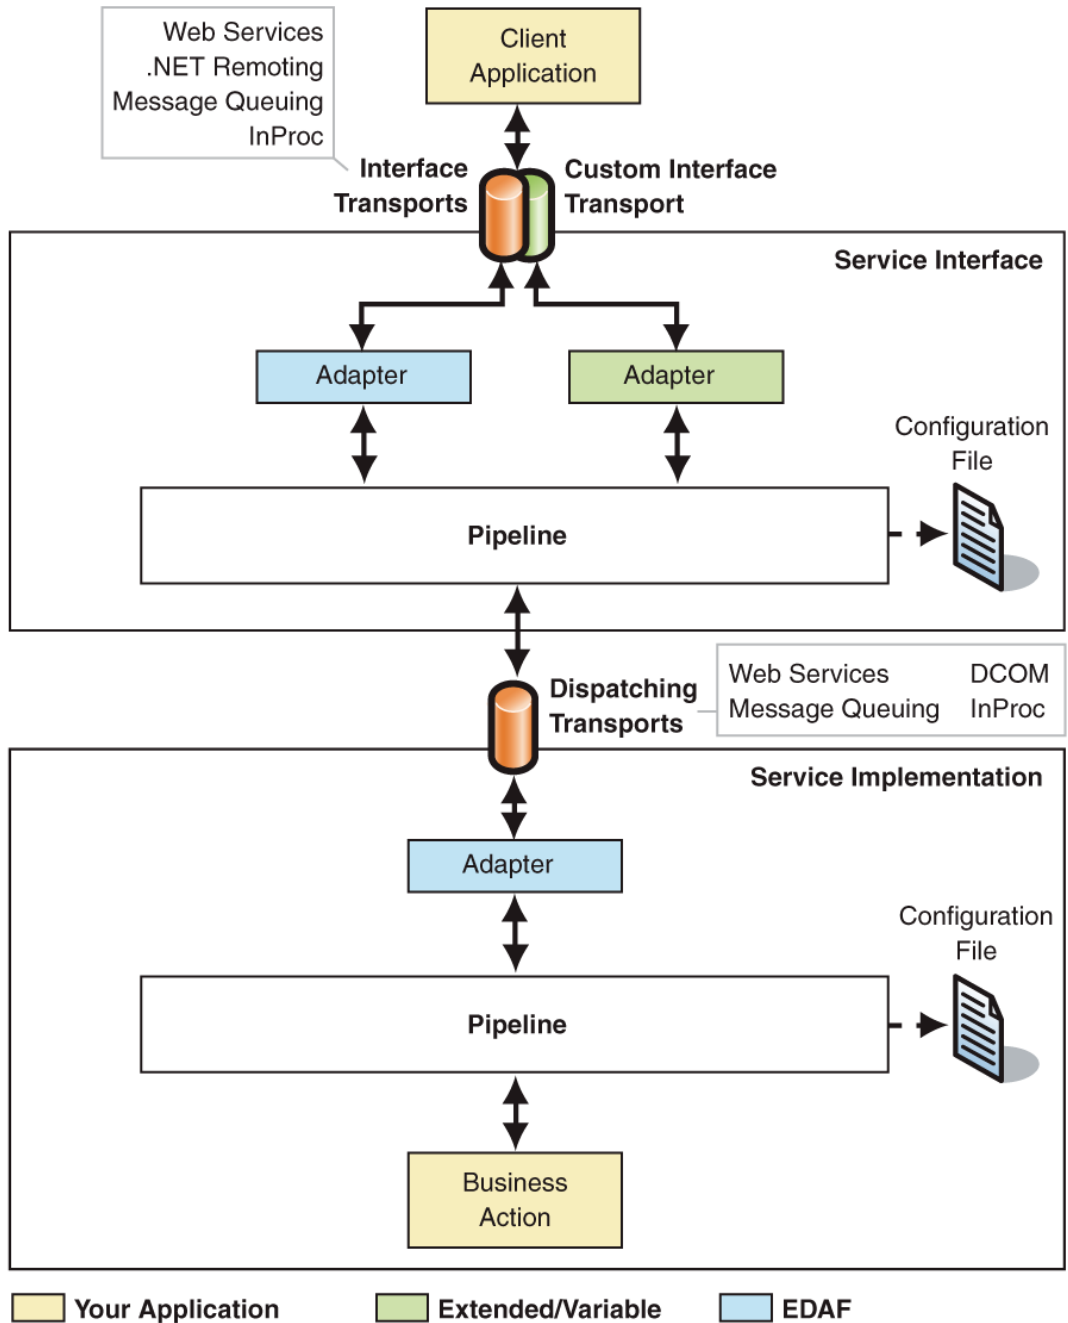 Web Services
.NET Remoting
Message Queuing
InProc
Client
Application
Interface
Transports
Custom Interface
Transport
Service Interface
Adapter
Adapter
Configuration
File
Pipeline
Dispatching
Transports
Web Services DCOM
Message Queuing InProc
Service Implementation
Adapter
Configuration
File
Pipeline
Business
Action
Your Application
Extended/Variable
EDAF